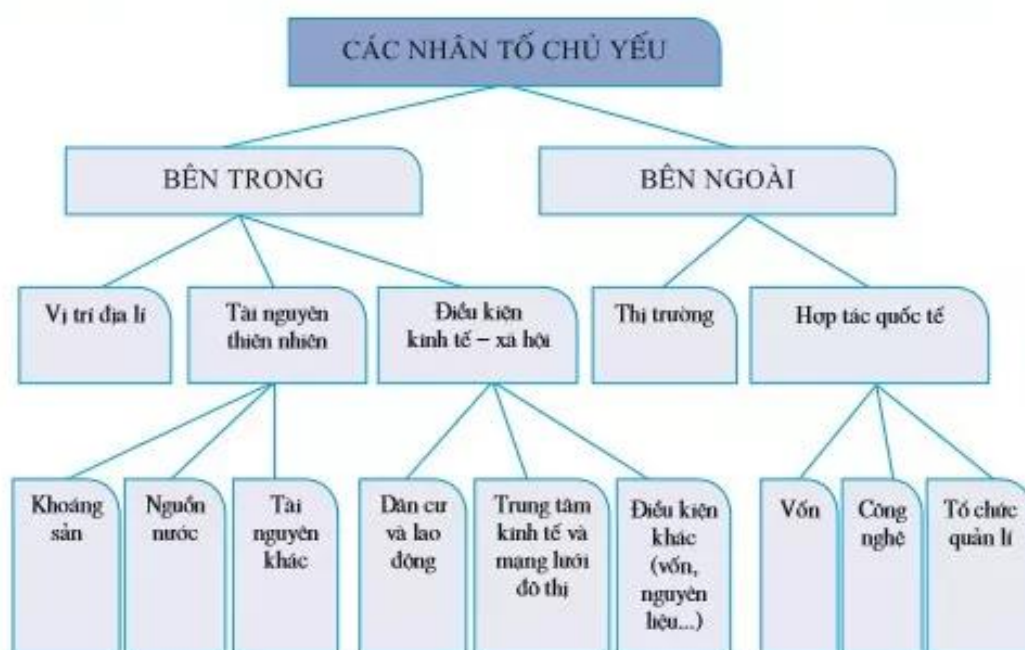 CÁC NHÂN TỐ CHỦ YẾU
BÊN TRONG
BÊN NGOÀI
Vị trí địa lí
Tài nguyên
thiên nhiên
Điều kiện
kinh tế – xã hội
Thị trường
Hợp tác quốc tế
Khoáng
sản
Nguồn
nước
Tài
nguyên
khác
Dân cư
và lao
động
Trung tâm
kinh tế và
mạng lưới
đô thị
Điều kiện
khác
(vốn,
nguyên
liệu...)
Vốn
Công
nghệ
Tổ chức
quản lí